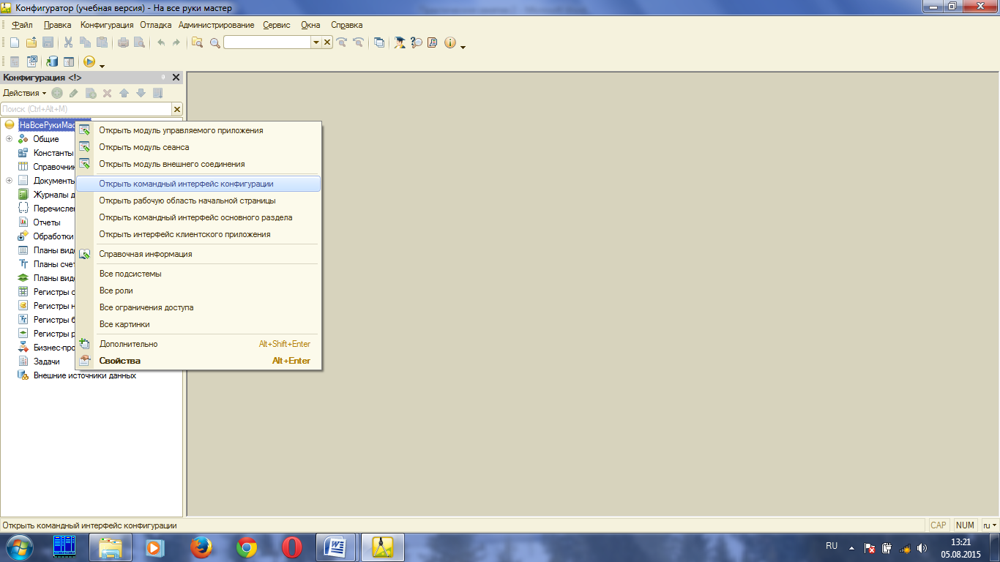 Конфигуратор (учебная версия) - На все руки мастер
Файл Правка Конфигурация Отладка Администрирование Сервис Окна Справка
Конфигурация <!>
Действия
Поиск (Ctrl+Alt+M)
НаВсеРукиМас
Общие
Константы
Справочник
Документы
Журналы д
Перечислен
Отчеты
Обработки
Планы видо
Планы счет
Планы видо
Регистры с
Регистры н
Регистры б
Регистры р
Бизнес-про
Задачи
Внешние источники данных
Открыть модуль управляемого приложения
Открыть модуль сеанса
Открыть модуль внешнего соединения
Открыть командный интерфейс конфигурации
Открыть рабочую область начальной страницы
Открыть командный интерфейс основного раздела
Открыть интерфейс клиентского приложения
Справочная информация
Все подсистемы
Все роли
Все ограничения доступа
Все картинки
Дополнительно Alt+Shift+Enter
Свойства Alt+Enter
Открыть командный интерфейс конфигурации CAP NUM ru
RU 13:21
05.08.2015